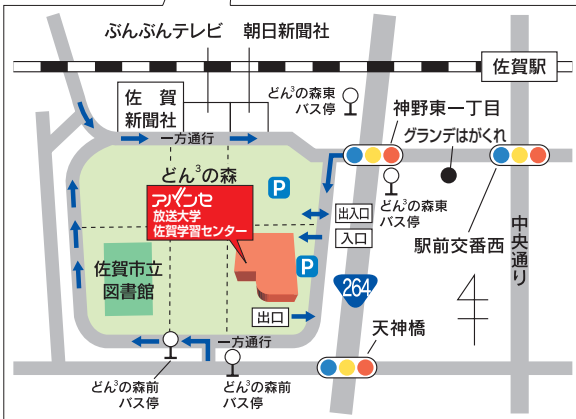 ぶんぶんテレビ
朝日新聞社
佐賀駅
佐賀
新聞社
どん³の森東
バス停
神野東一丁目
グランデはがくれ
一方通行
どん³の森
P
アバンセ
放送大学
佐賀学習センター
出入口
入口
どん³の森東
バス停
駅前交番西
中央通り
佐賀市立
図書館
P
264
出口
一方通行
天神橋
どん³の森前
バス停
どん³の森前
バス停